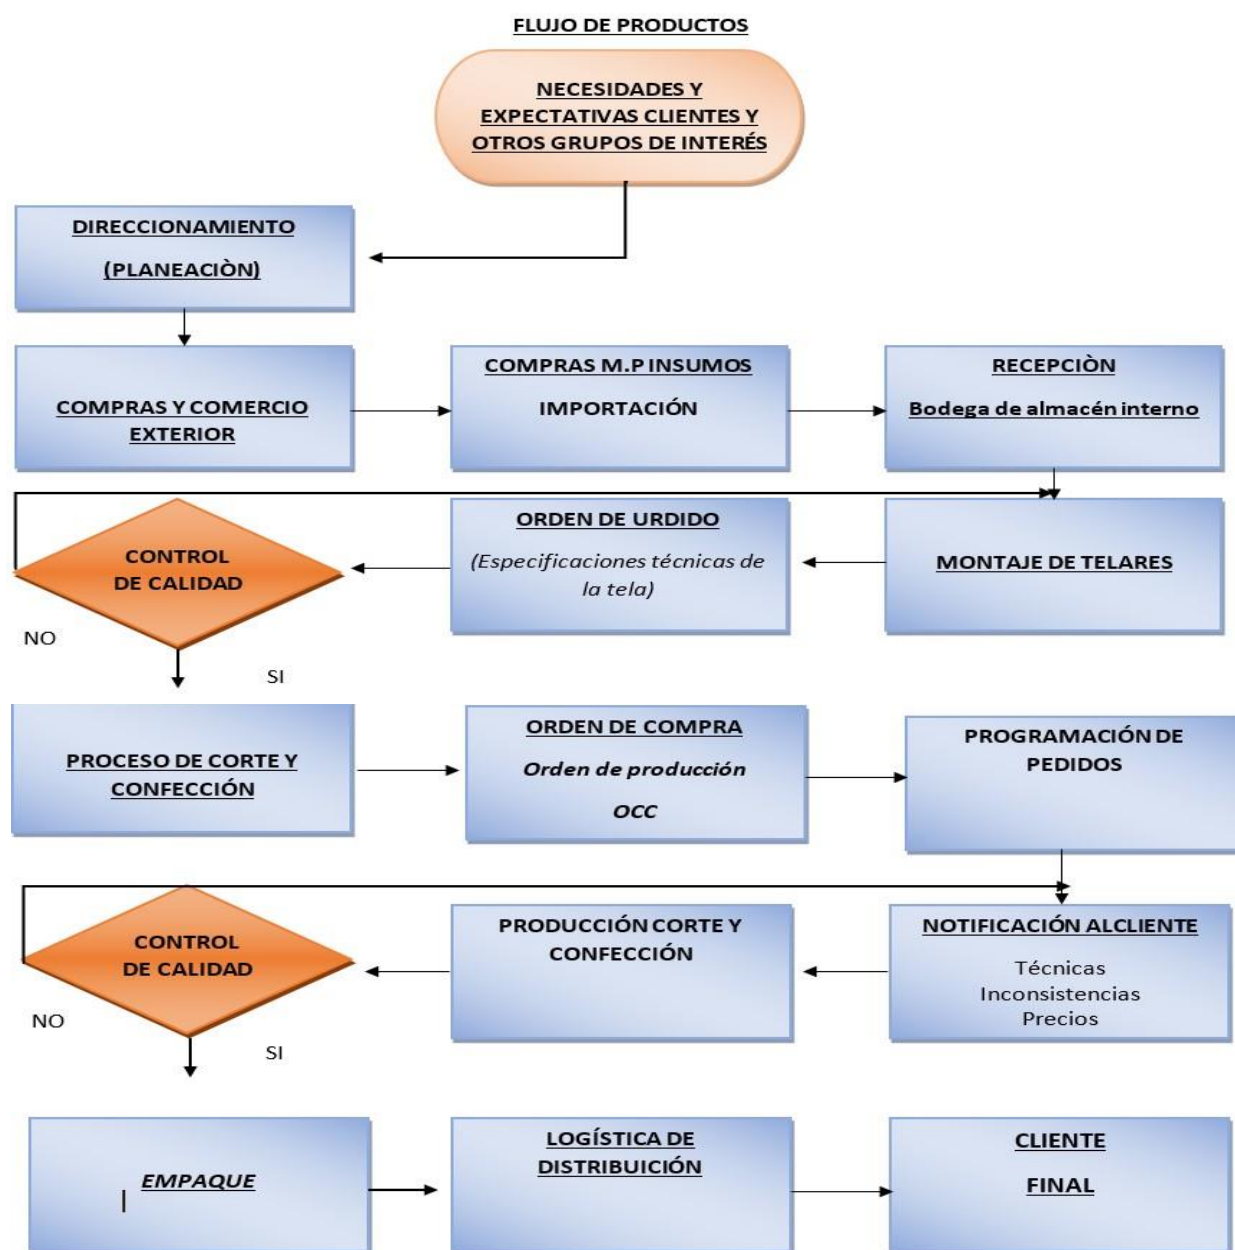 FLUJO DE PRODUCTOS
NECESIDADES Y
EXPECTATIVAS CLIENTES Y
OTROS GRUPOS DE INTERÉS
DIRECCIONAMIENTO
(PLANEACIÒN)
COMPRAS Y COMERCIO
EXTERIOR
COMPRAS M.P INSUMOS
IMPORTACIÓN
RECEPCIÒN
Bodega de almacén interno
CONTROL
DE CALIDAD
NO
SI
ORDEN DE URDIDO
(Especificaciones técnicas de
la tela)
MONTAJE DE TELARES
PROCESO DE CORTE Y
CONFECCIÓN
ORDEN DE COMPRA
Orden de producción
OCC
PROGRAMACIÓN DE
PEDIDOS
CONTROL
DE CALIDAD
NO
SI
PRODUCCIÓN CORTE Y
CONFECCIÓN
NOTIFICACIÓN ALCLIENTE
Técnicas
Inconsistencias
Precios
EMPAQUE
LOGÍSTICA DE
DISTRIBUICIÓN
CLIENTE
FINAL